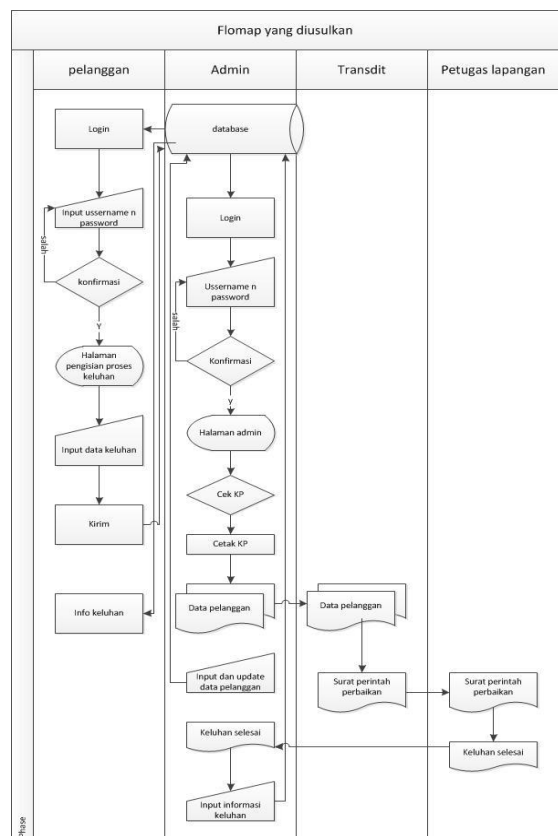 Flomap yang diusulkan
pelanggan
Admin
Transdit
Petugas lapangan
Login
database
Input ussername n
password
salah
konfirmasi
Y
Halaman
pengisian proses
keluhan
Input data keluhan
Kirim
Info keluhan
Login
Ussername n
password
salah
Konfirmasi
y
Halaman admin
Cek KP
Cetak KP
Data pelanggan
Data pelanggan
Input dan update
data pelanggan
Surat perintah
perbaikan
Surat perintah
perbaikan
Keluhan selesai
Keluhan selesai
Input informasi
keluhan
Phase